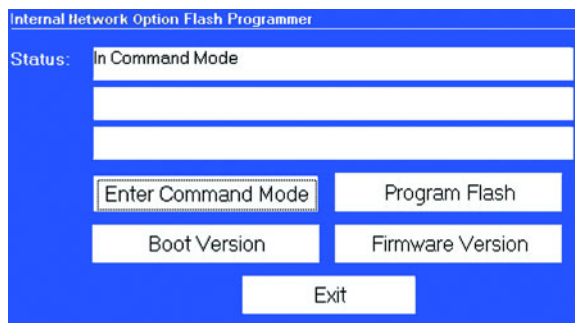 Internal Network Option Flash Programmer
Status: In Command Mode
Enter Command Mode Program Flash
Boot Version Firmware Version
Exit